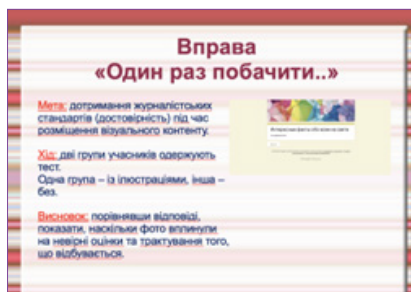 Вправа
«Один раз побачити..»
Мета: дотримання журналістських
стандартів (достовірність) під час
розміщення візуального контенту.
Хід: дві групи учасників одержують
тест.
Одна група – із ілюстраціями, інша –
без.
Висновок: порівнявши відповіді,
показати, наскільки фото вплинули
на невірні оцінки та трактування того,
що відбувається.